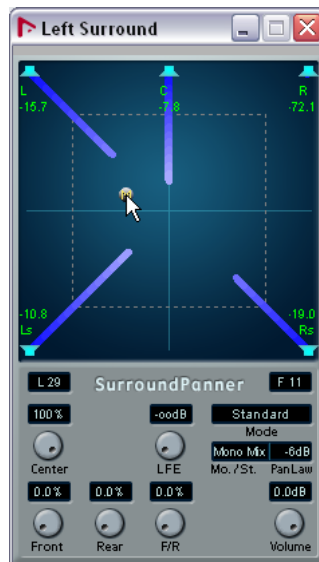 Left Surround
L C R
-15.7 -7.8 -72.1
-10.8 -19.0
Ls Rs
L 29 SurroundPanner F 11
100% -oodB Standard
Mode
Mono Mix -6dB
Center LFE Mo./St. PanLaw
0.0% 0.0% 0.0% 0.0dB
Front Rear F/R Volume